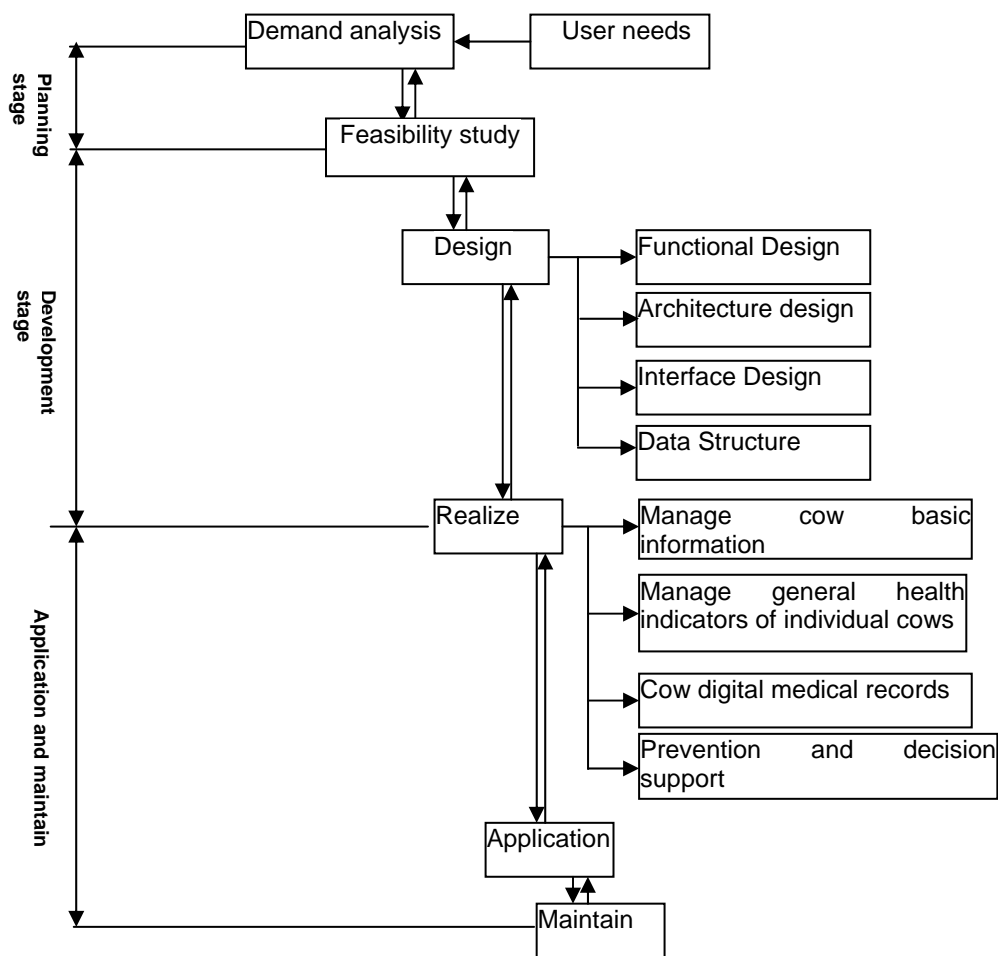 Demand analysis
User needs
Planning
stage
Feasibility study
Design
Functional Design
Architecture design
Interface Design
Data Structure
Development
stage
Realize
Manage cow basic
information
Manage general health
indicators of individual cows
Cow digital medical records
Prevention and decision
support
Application and maintain
Application
Maintain